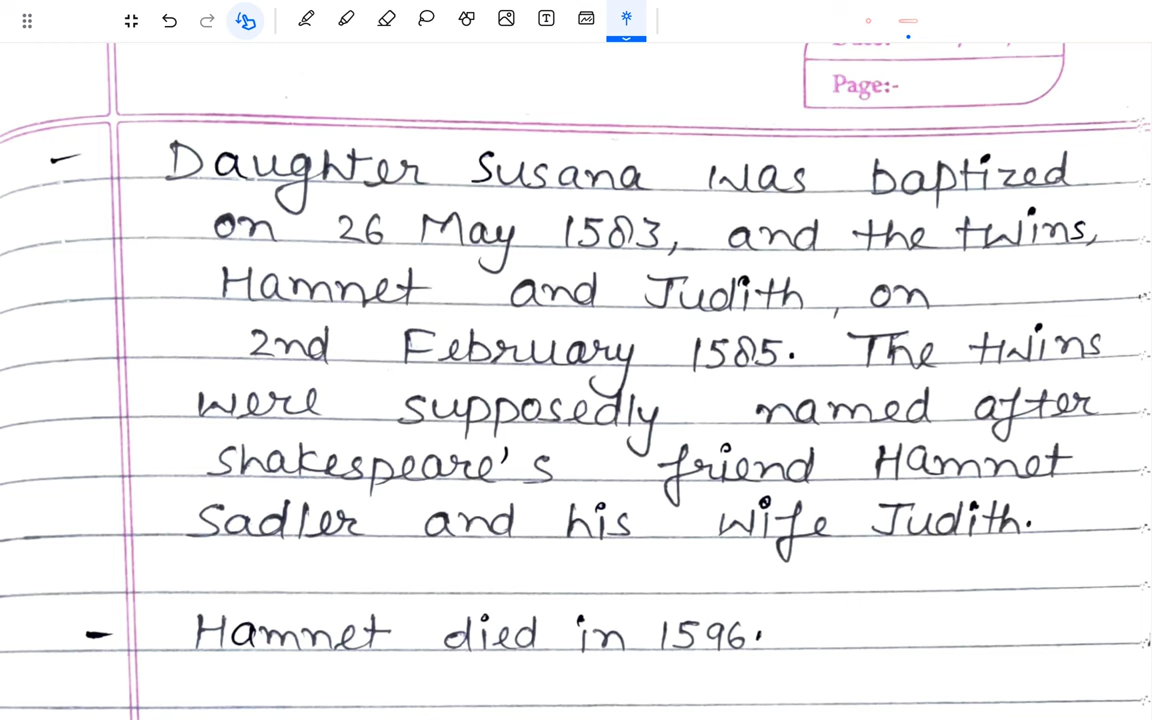 Page:-
- Daughter Susana was baptized
on 26 May 1583, and the twins,
Hamnet and Judith, on
2nd February 1585. The twins
were supposedly named after
Shakespeare's friend Hamnet
Sadler and his wife Judith.
- Hamnet died in 1596.